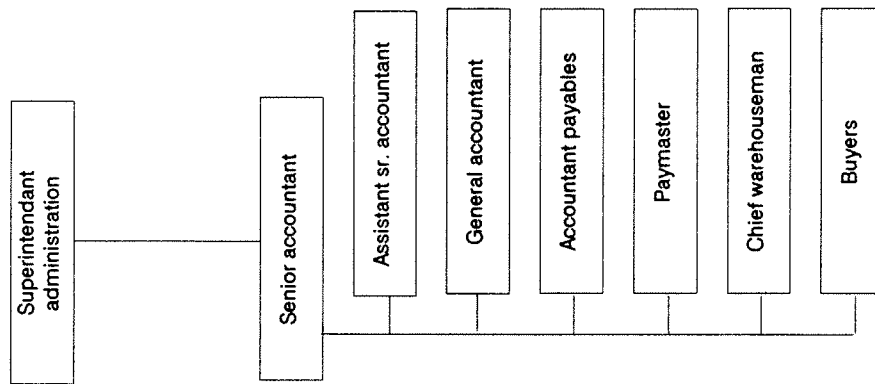 Superintendant
administration
Senior accountant
Assistant sr. accountant
General accountant
Accountant payables
Paymaster
Chief warehouseman
Buyers